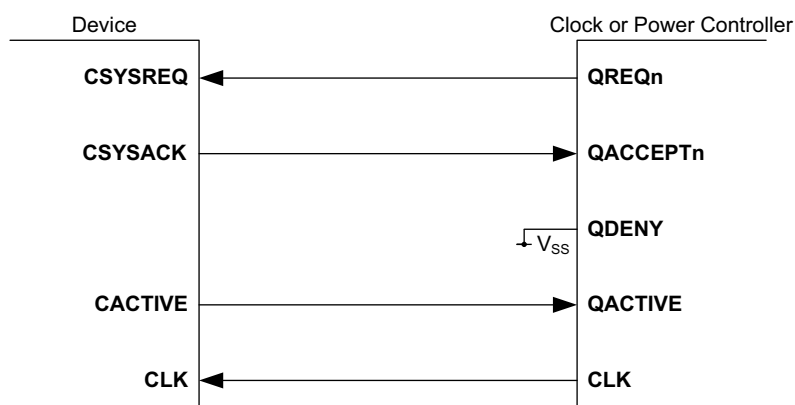 Device
Clock or Power Controller
CSYSREQ
QREQn
CSYSACK
QACCEPTn
QDENY
VSS
CACTIVE
QACTIVE
CLK
CLK